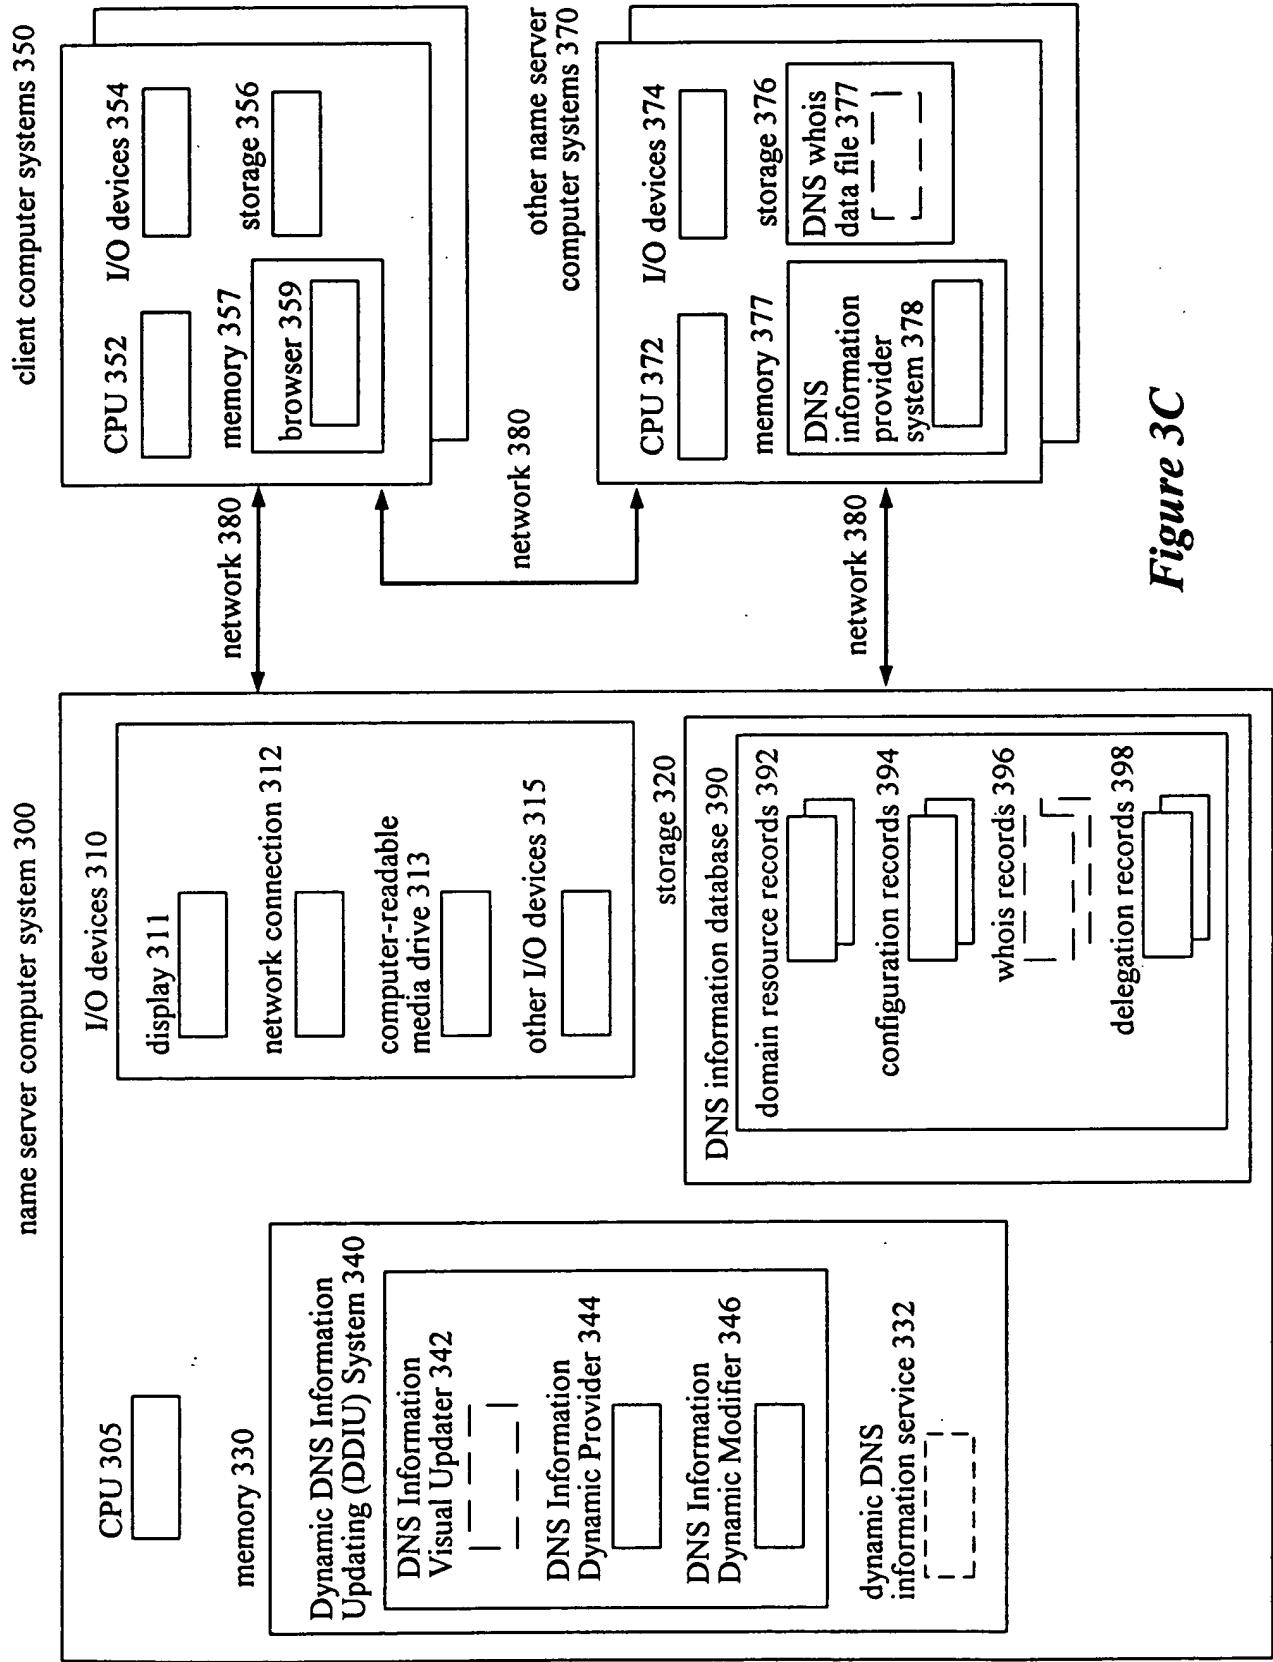 name server computer system 300
CPU 305
memory 330
Dynamic DNS Information
Updating (DDIU) System 340
DNS Information
Visual Updater 342
DNS Information
Dynamic Provider 344
DNS Information
Dynamic Modifier 346
dynamic DNS
information service 332
I/O devices 310
display 311
network connection 312
computer-readable
media drive 313
other I/O devices 315
storage 320
DNS information database 390
domain resource records 392
configuration records 394
whois records 396
delegation records 398
network 380
network 380
network 380
client computer systems 350
CPU 352
I/O devices 354
memory 357
browser 359
storage 356
other name server
computer systems 370
CPU 372
I/O devices 374
memory 377
DNS
information
provider
system 378
storage 376
DNS whois
data file 377
Figure 3C